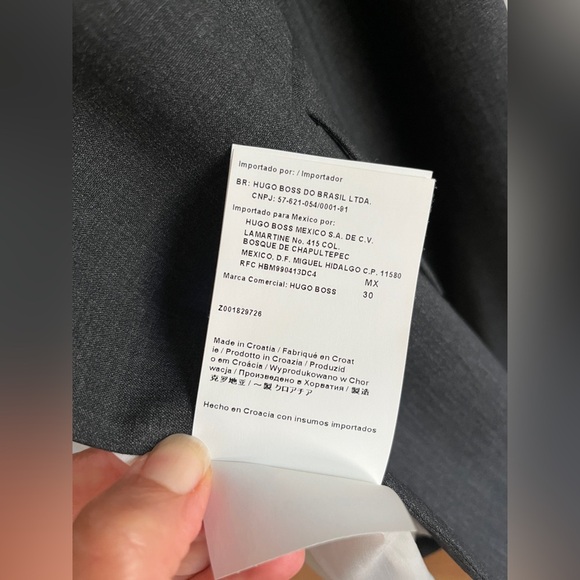 Importado por: / Importador
BR: HUGO BOSS DO BRASIL LTDA.
CNPJ: 57-621-054/0001-91
Importado para Mexico por:
HUGO BOSS MEXICO S.A. DE C.V.
LAMARTINE No. 415 COL.
BOSQUE DE CHAPULTEPEC
MEXICO, D.F. MIGUEL HIDALGO C.P. 11580
RFC HBM990413DC4 MX
Marca Comercial: HUGO BOSS 30
Z001829726
Made in Croatia / Fabriqué en Croat
ie / Prodotto in Croazia / Produzid
o em Croácia / Wyprodukowano w Chor
wacja / Произведено в Хорватия / 製造
克罗地亚 / 一製 クロアチア
Hecho en Croacia con insumos importados